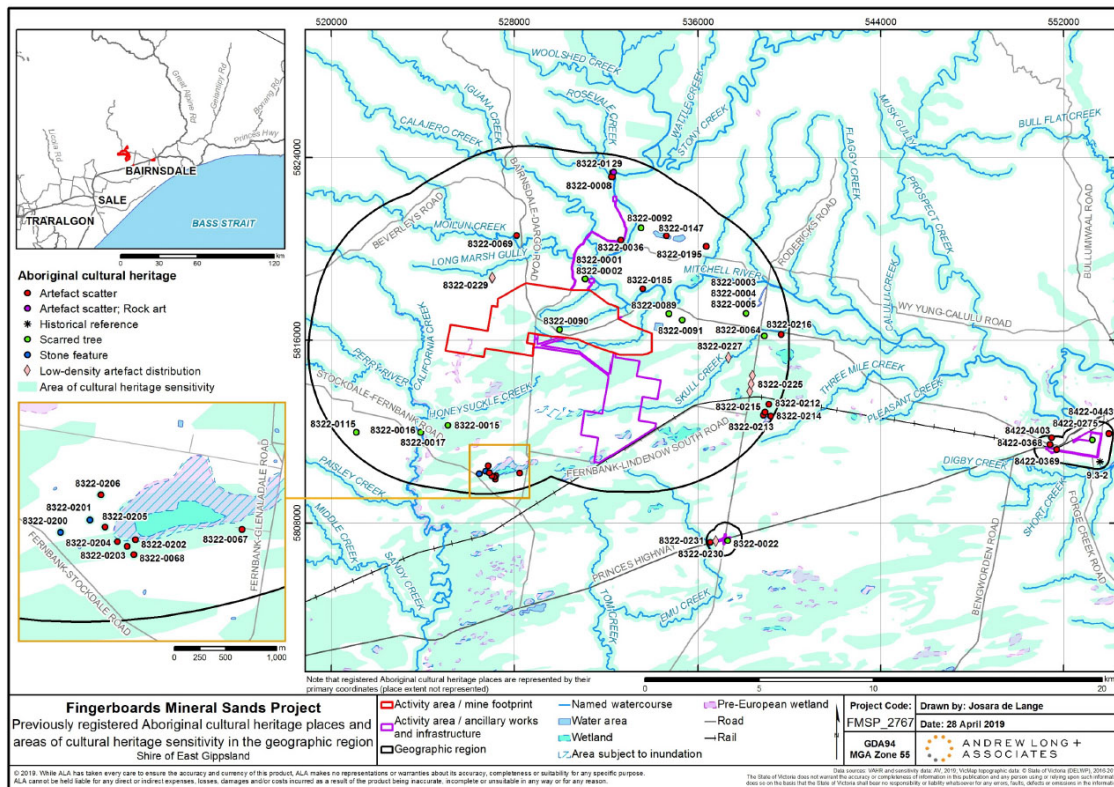 520000
528000
536000
544000
552000
5824000
5816000
5808000
Licola Rd
Great Alpine Rd
Gelantipy Rd
Bonang Rd
Princes Hwy
BAIRNSDALE
SALE
TRARALGON
BASS STRAIT
0 60 120
km
Aboriginal cultural heritage
Artefact scatter
Artefact scatter; Rock art
Historical reference
Scarred tree
Stone feature
Low-density artefact distribution
Area of cultural heritage sensitivity
8322-0206
8322-0201
8322-0200
8322-0205
8322-0204
8322-0203
8322-0202
8322-0068
8322-0067
FERNBANK-STOCKDALE ROAD
FERNBANK-GLENALADALE ROAD
0 500 1,000
m
WOOLSHED CREEK
IGUANA CREEK
ROSEVALE CREEK
WATTLE CREEK
STONY CREEK
CALAJERO CREEK
MUSK GULLY
BULL FLAT CREEK
FLAGGY CREEK
PROSPECT CREEK
8322-0129
8322-0008
BAIRNSDALE-DARGO ROAD
BEVERLEYS ROAD
MOILUN CREEK
8322-0092
8322-0147
8322-0069
8322-0036
8322-0195
LONG MARSH GULLY
8322-0001
8322-0002
RODERICKS ROAD
BULLUMWAAL ROAD
8322-0229
8322-0185
MITCHELL RIVER
8322-0003
8322-0004
8322-0005
CALULU CREEK
WY YUNG-CALULU ROAD
8322-0089
8322-0090
8322-0091
8322-0064
8322-0216
8322-0227
CALIFORNIA CREEK
PERRY RIVER
SKULL CREEK
8322-0225
THREE MILE CREEK
PLEASANT CREEK
STOCKDALE-FERNBANK ROAD
HONEYSUCKLE CREEK
8322-0215
8322-0212
8322-0214
8322-0213
8322-0115
8322-0016
8322-0017
8322-0015
8422-0443
8422-0275
8422-0403
8422-0368
8422-0369
9.3-2
FERNBANK-LINDENOW SOUTH ROAD
DIGBY CREEK
PAISLEY CREEK
MIDDLE CREEK
SANDY CREEK
SHORT CREEK
FORGE CREEK ROAD
8322-0231
8322-0230
8322-0022
PRINCES HIGHWAY
BENGWORDEN ROAD
TOM CREEK
EMU CREEK
Note that registered Aboriginal cultural heritage places are represented by their
primary coordinates (place extent not represented)
0 5 10 20
km
Fingerboards Mineral Sands Project
Previously registered Aboriginal cultural heritage places and
areas of cultural heritage sensitivity in the geographic region
Shire of East Gippsland
Activity area / mine footprint
Activity area / ancillary works
and infrastructure
Geographic region
Named watercourse
Water area
Wetland
Area subject to inundation
Pre-European wetland
Road
Rail
Project Code:
FMSP_2767
GDA94
MGA Zone 55
Drawn by: Josara de Lange
Date: 28 April 2019
ANDREW LONG +
ASSOCIATES
© 2019. While ALA has taken every care to ensure the accuracy and currency of this product, ALA makes no representations or warranties about its accuracy, completeness or suitability for any specific purpose.
ALA cannot be held liable for any direct or indirect expenses, losses, damages and/or costs incurred as a result of the product being inaccurate, incomplete or unsuitable in any way or for any reason.